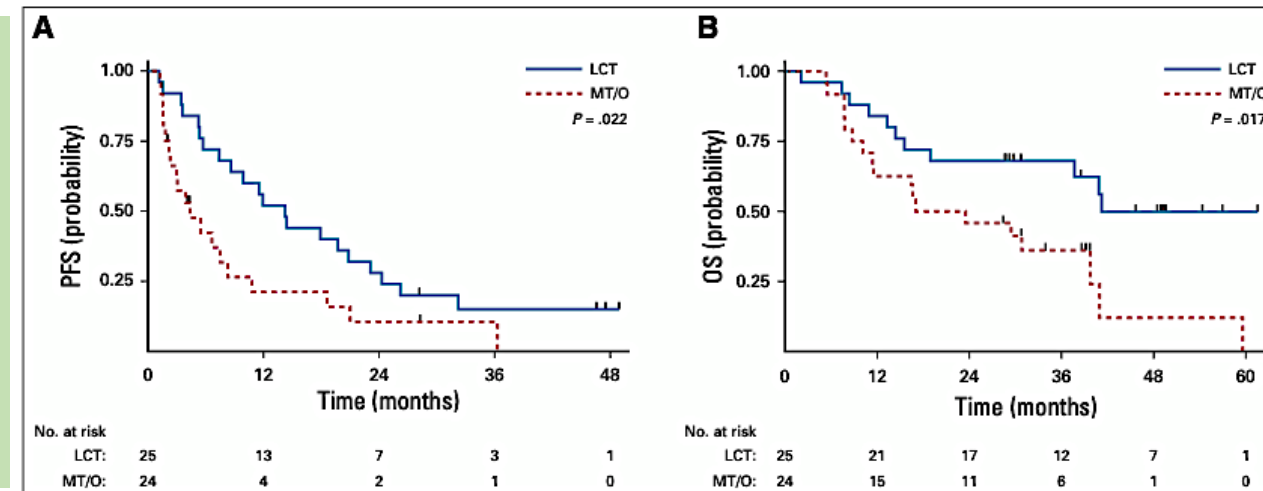 A
1.00
0.75
0.50
0.25
PFS (probability)
LCT
MT/O
P = .022
0 12 24 36 48
Time (months)
No. at risk
LCT: 25 13 7 3 1
MT/O: 24 4 2 1 0
B
1.00
0.75
0.50
0.25
OS (probability)
LCT
MT/O
P = .017
0 12 24 36 48 60
Time (months)
No. at risk
LCT: 25 21 17 12 7 1
MT/O: 24 15 11 6 1 0